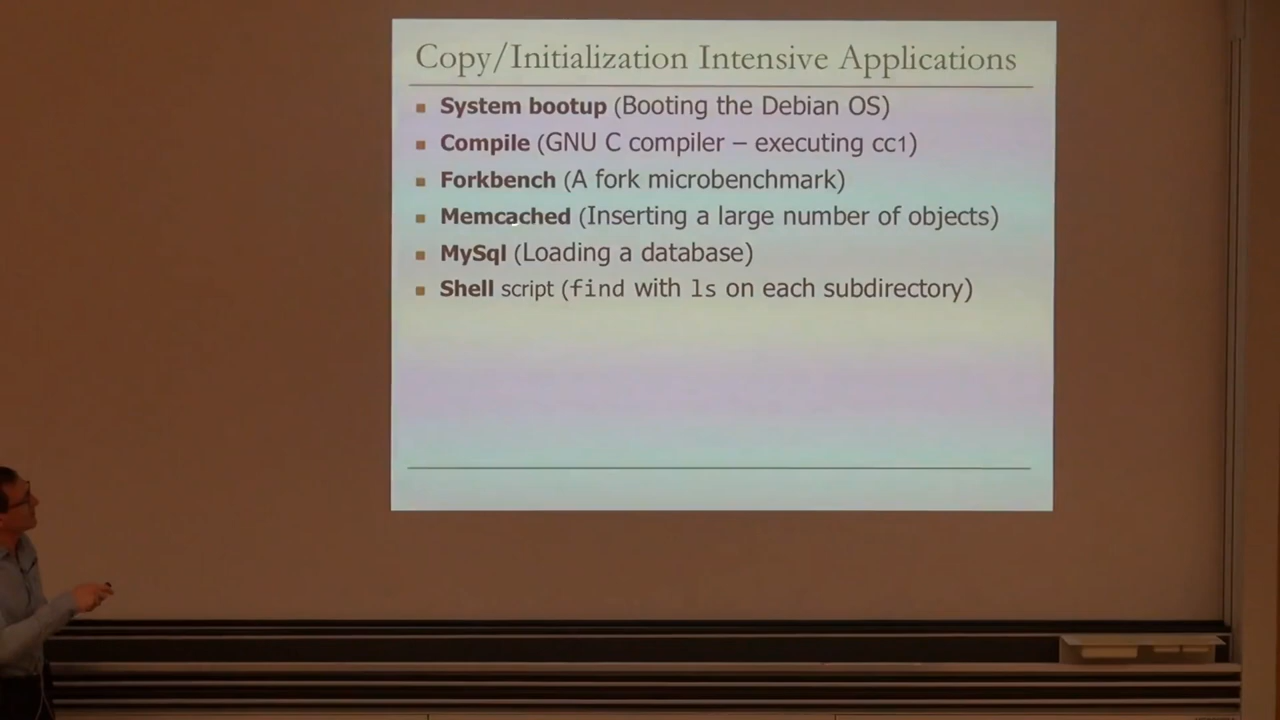 Copy/Initialization Intensive Applications
System bootup (Booting the Debian OS)
Compile (GNU C compiler – executing cc1)
Forkbench (A fork microbenchmark)
Memcached (Inserting a large number of objects)
MySql (Loading a database)
Shell script (find with ls on each subdirectory)